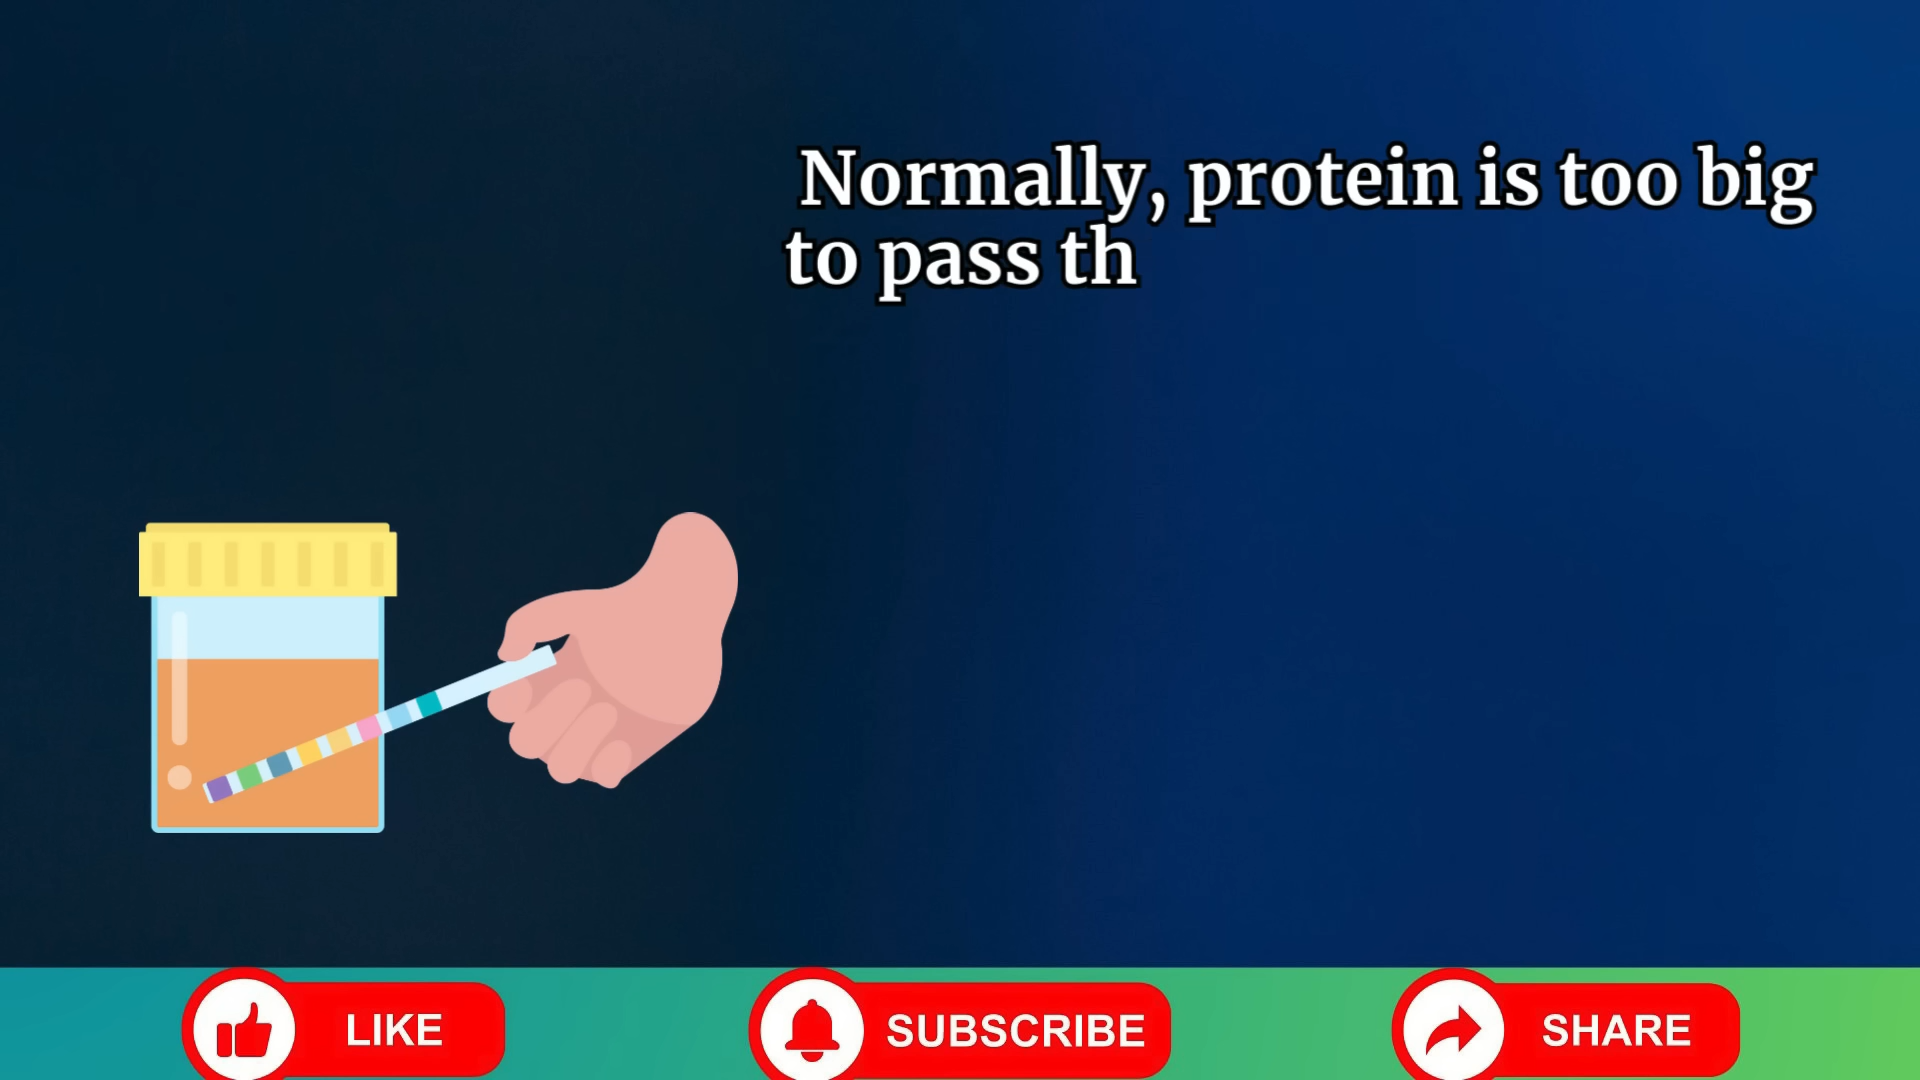 Normally, protein is too big
to pass th
LIKE
SUBSCRIBE
SHARE